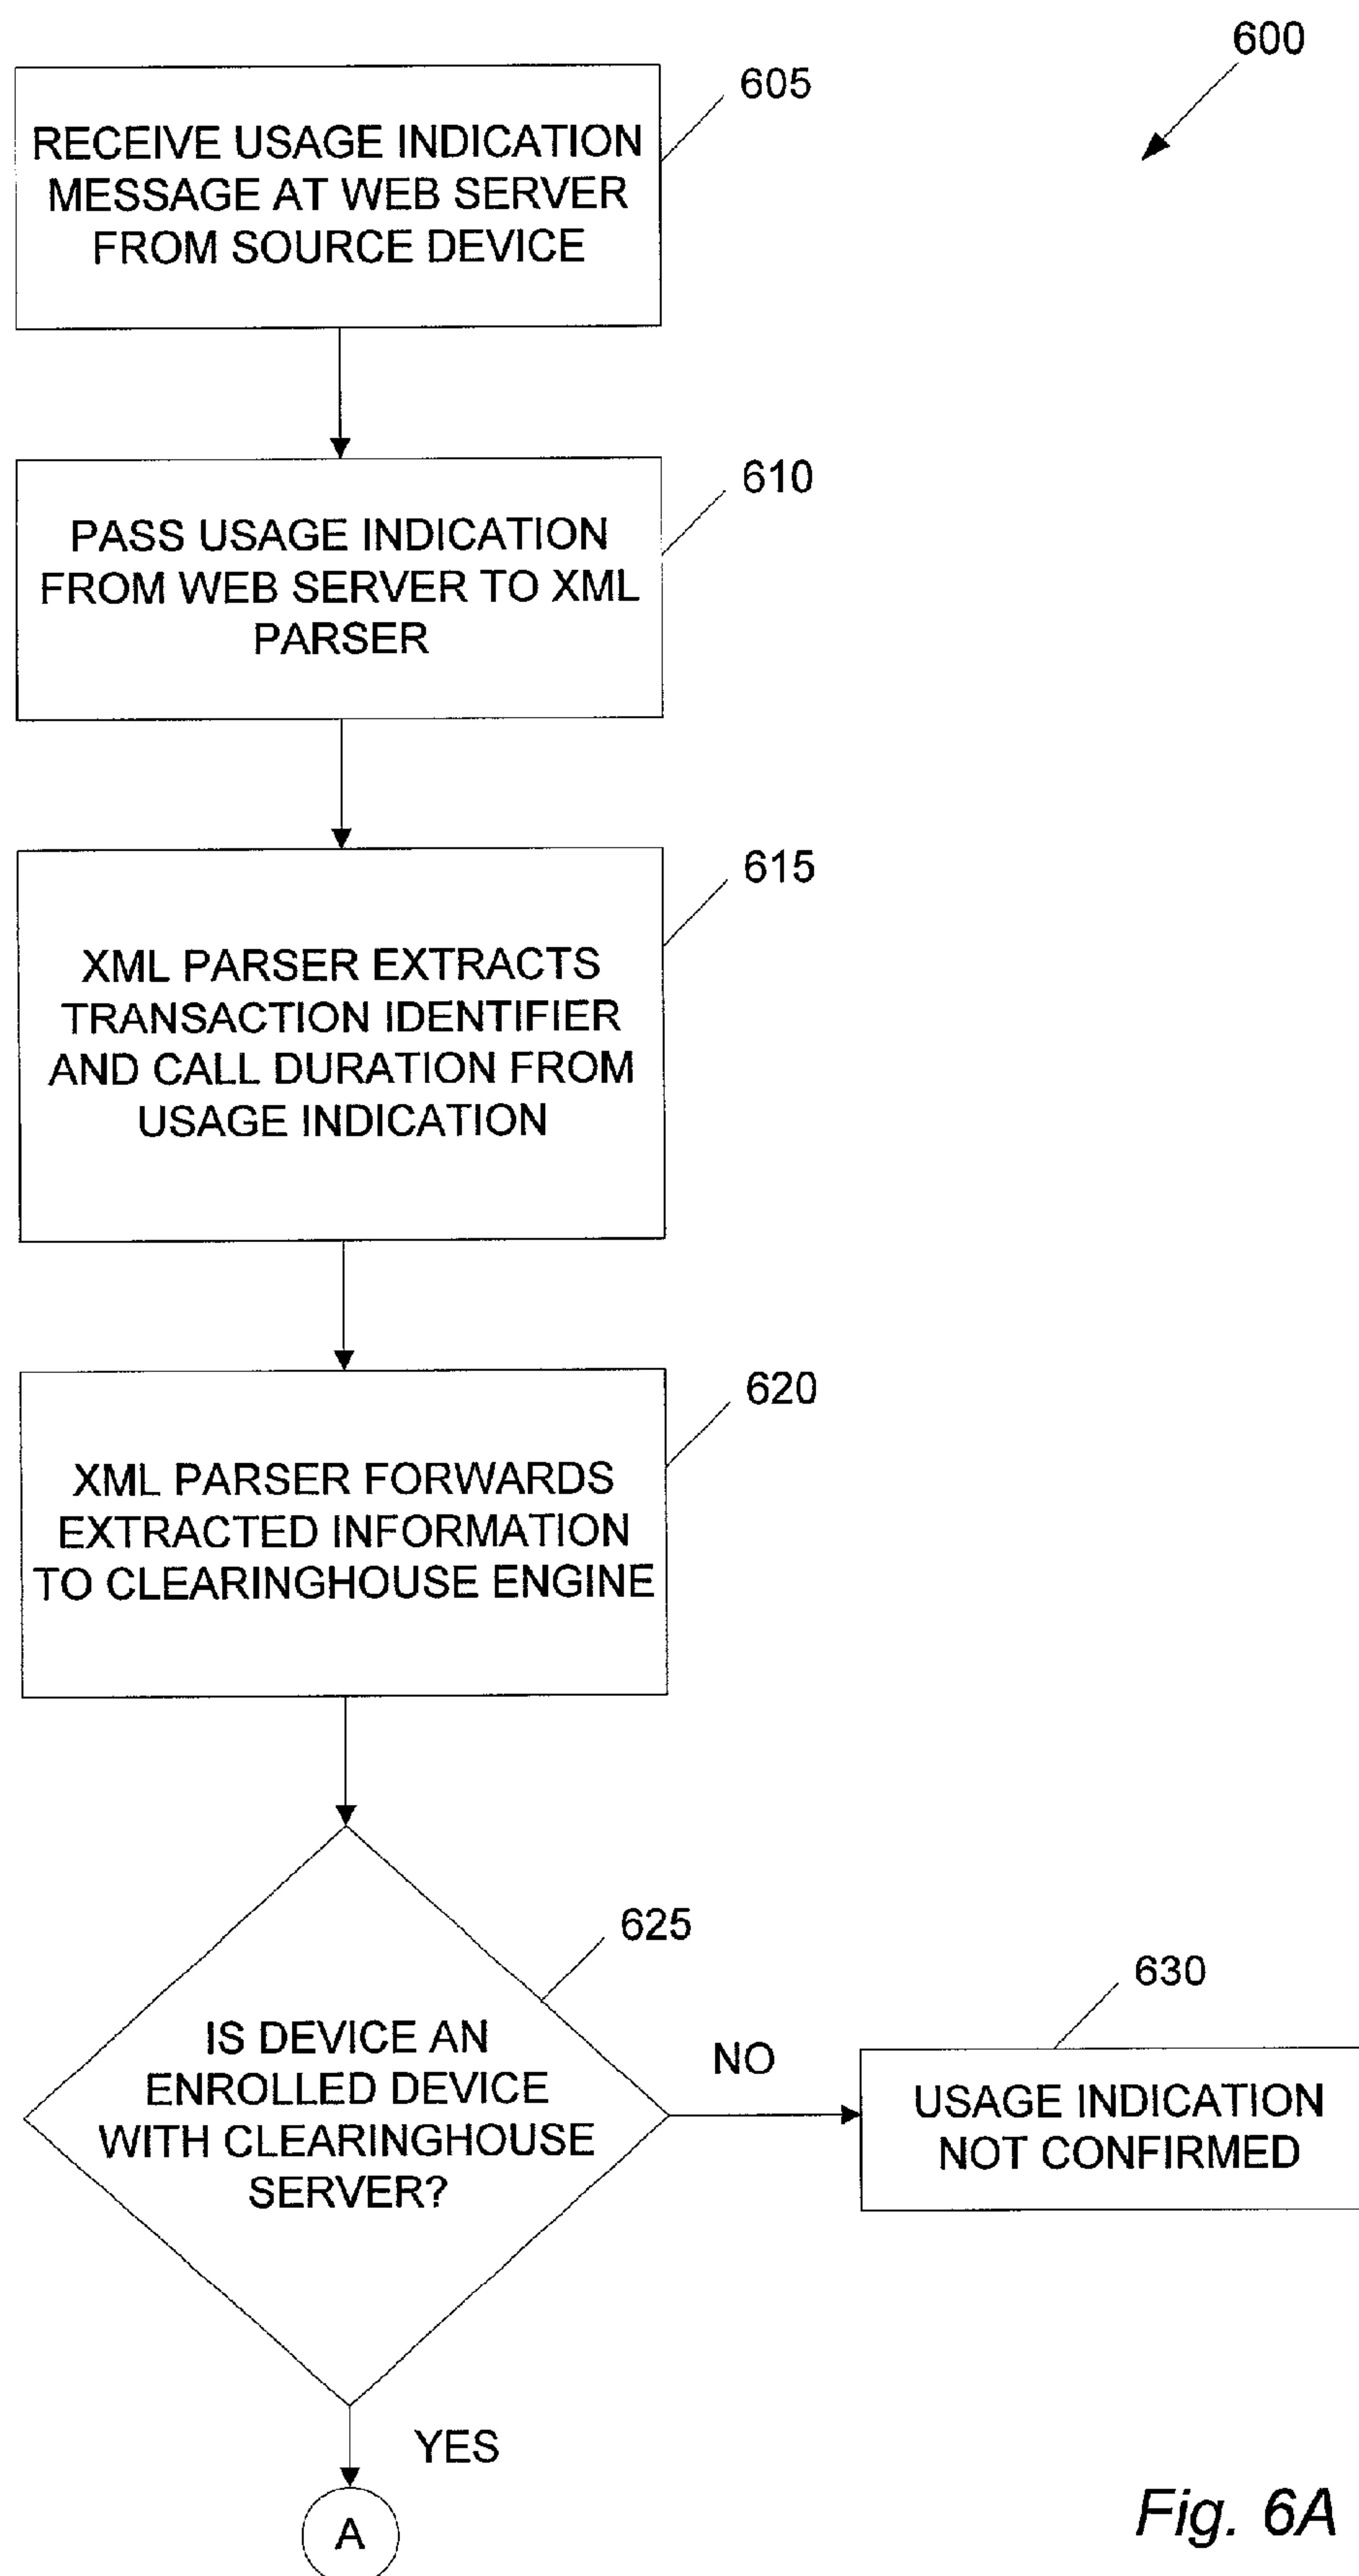 600
605
RECEIVE USAGE INDICATION
MESSAGE AT WEB SERVER
FROM SOURCE DEVICE
610
PASS USAGE INDICATION
FROM WEB SERVER TO XML
PARSER
615
XML PARSER EXTRACTS
TRANSACTION IDENTIFIER
AND CALL DURATION FROM
USAGE INDICATION
620
XML PARSER FORWARDS
EXTRACTED INFORMATION
TO CLEARINGHOUSE ENGINE
625
IS DEVICE AN
ENROLLED DEVICE
WITH CLEARINGHOUSE
SERVER?
NO
630
USAGE INDICATION
NOT CONFIRMED
YES
A
Fig. 6A